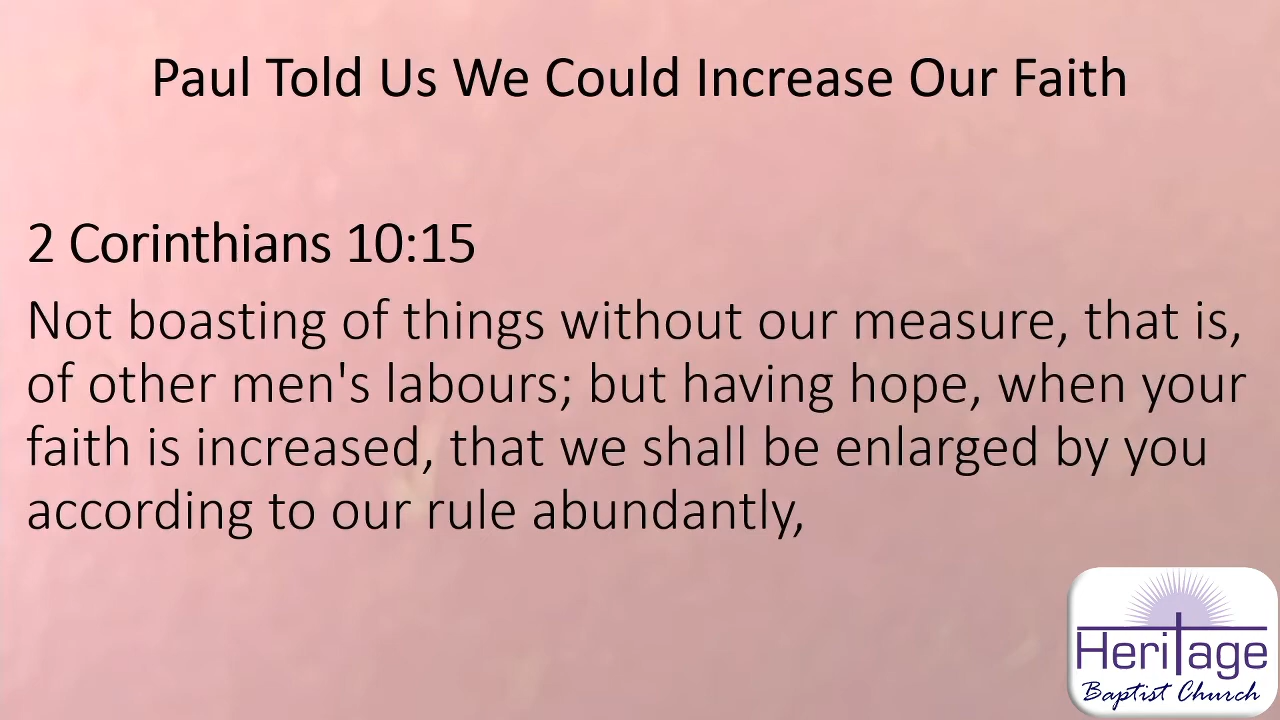 Paul Told Us We Could Increase Our Faith
2 Corinthians 10:15
Not boasting of things without our measure, that is,
of other men's labours; but having hope, when your
faith is increased, that we shall be enlarged by you
according to our rule abundantly,
Heritage
Baptist Church